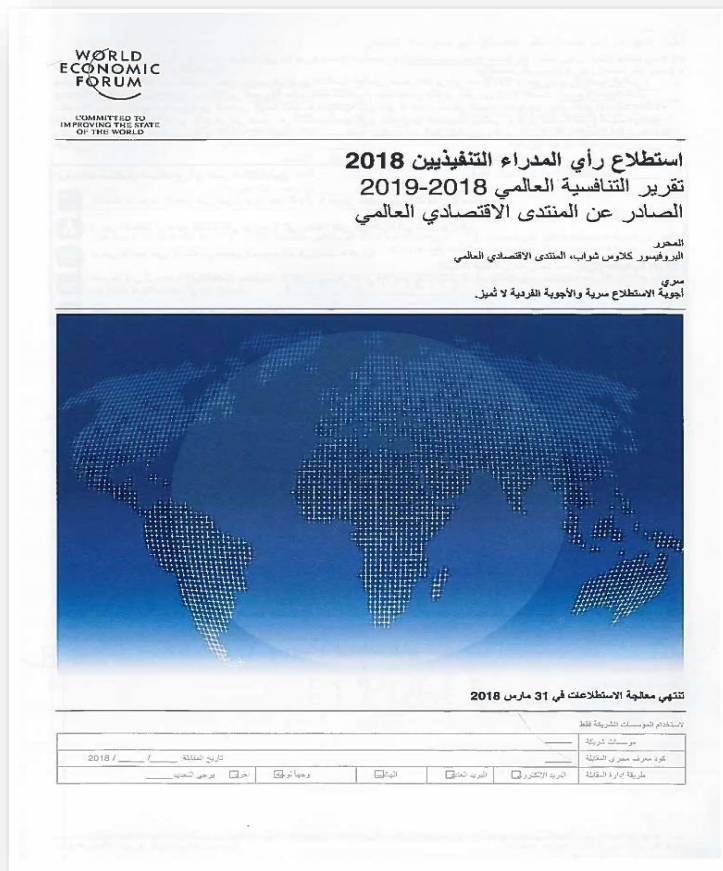 WORLD
ECONOMIC
FORUM
COMMITTED TO
IMPROVING THE STATE
OF THE WORLD
استطلاع رأي المدراء التنفيذيين 2018
تقرير التنافسية العالمي 2018-2019
الصادر عن المنتدى الاقتصادي العالمي
المحرر
البروفيسور كلاوس شواب، المنتدى الاقتصادي العالمي
سري
أجوبة الاستطلاع سرية والأجوبة الفردية لا تُميز.
تنتهي معالجة الاستطلاعات في 31 مارس 2018
لاستخدام المؤسسات الشريكة فقط
مؤسسات شريكة
كود معرف مجري المقابلة تاريخ المقابلة: ____/ ____ / 2018
طريقة إدارة المقابلة البريد الإلكتروني البريد العادي الهاتف وجهاً لوجه أخرى يرجى التحديد